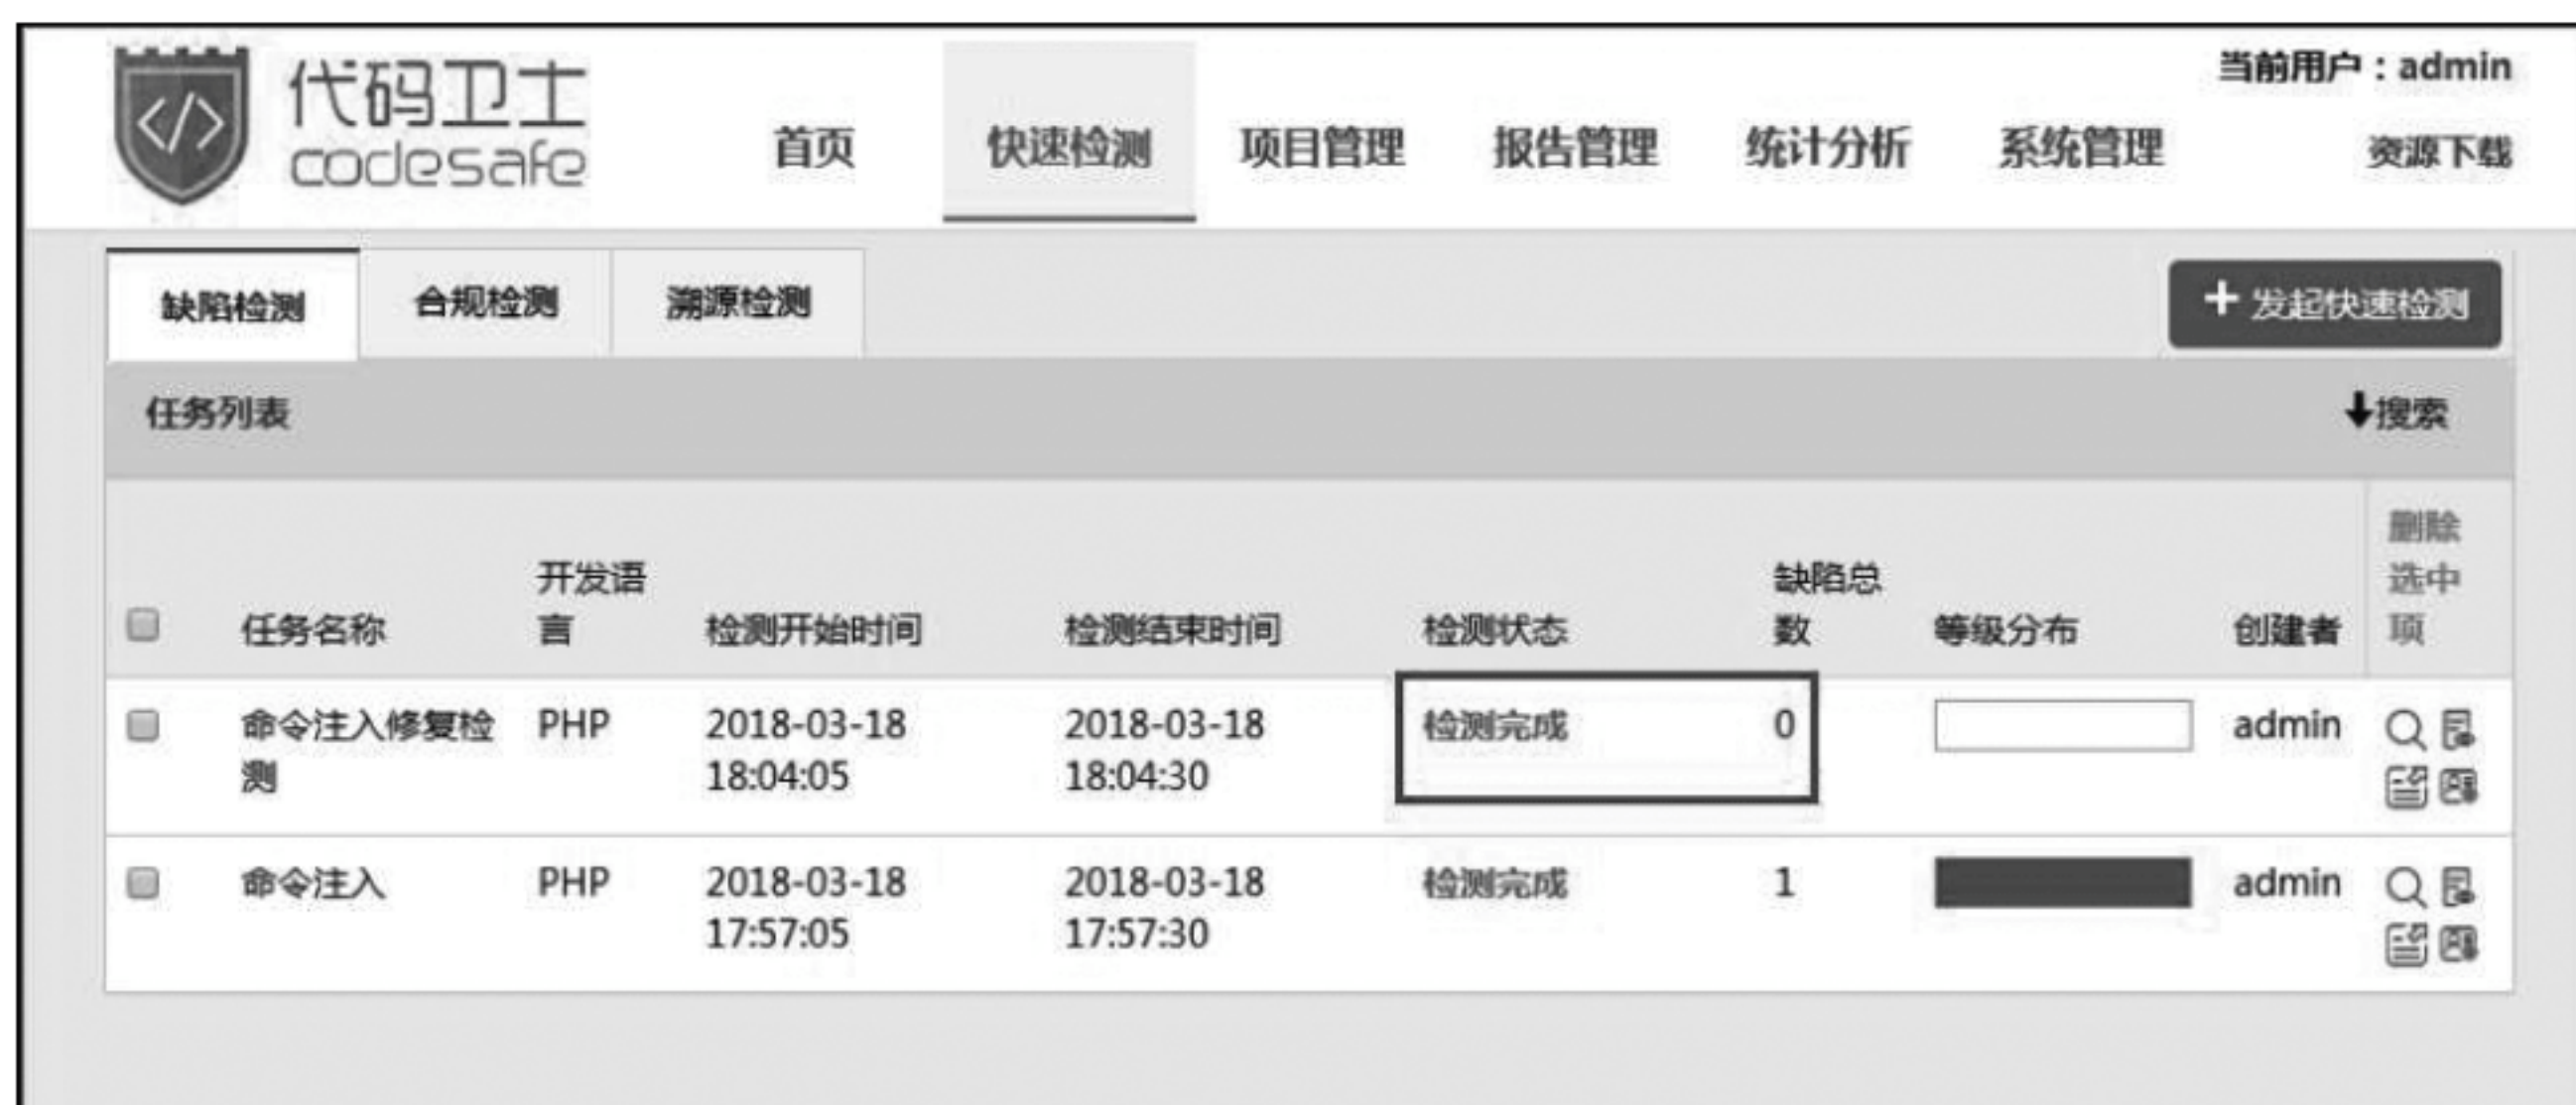 当前用户：admin
代码卫士
codesafe
首页 快速检测 项目管理 报告管理 统计分析 系统管理 资源下载
缺陷检测 合规检测 溯源检测 + 发起快速检测
任务列表 搜索
任务名称 开发语言 检测开始时间 检测结束时间 检测状态 缺陷总数 等级分布 创建者 删除选中项
命令注入修复检测 PHP 2018-03-18 18:04:05 2018-03-18 18:04:30 检测完成 0 admin
命令注入 PHP 2018-03-18 17:57:05 2018-03-18 17:57:30 检测完成 1 admin